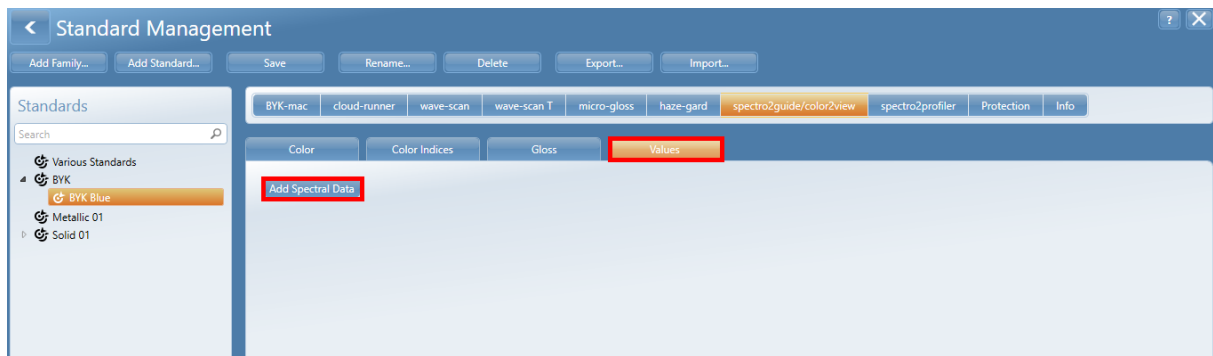 Standard Management
?
Add Family... Add Standard... Save Rename... Delete Export... Import...
Standards
BYK-mac cloud-runner wave-scan wave-scan T micro-gloss haze-gard spectro2guide/color2view spectro2profiler Protection Info
Search
Color Color Indices Gloss Values
Various Standards
BYK
Add Spectral Data
BYK Blue
Metallic 01
Solid 01